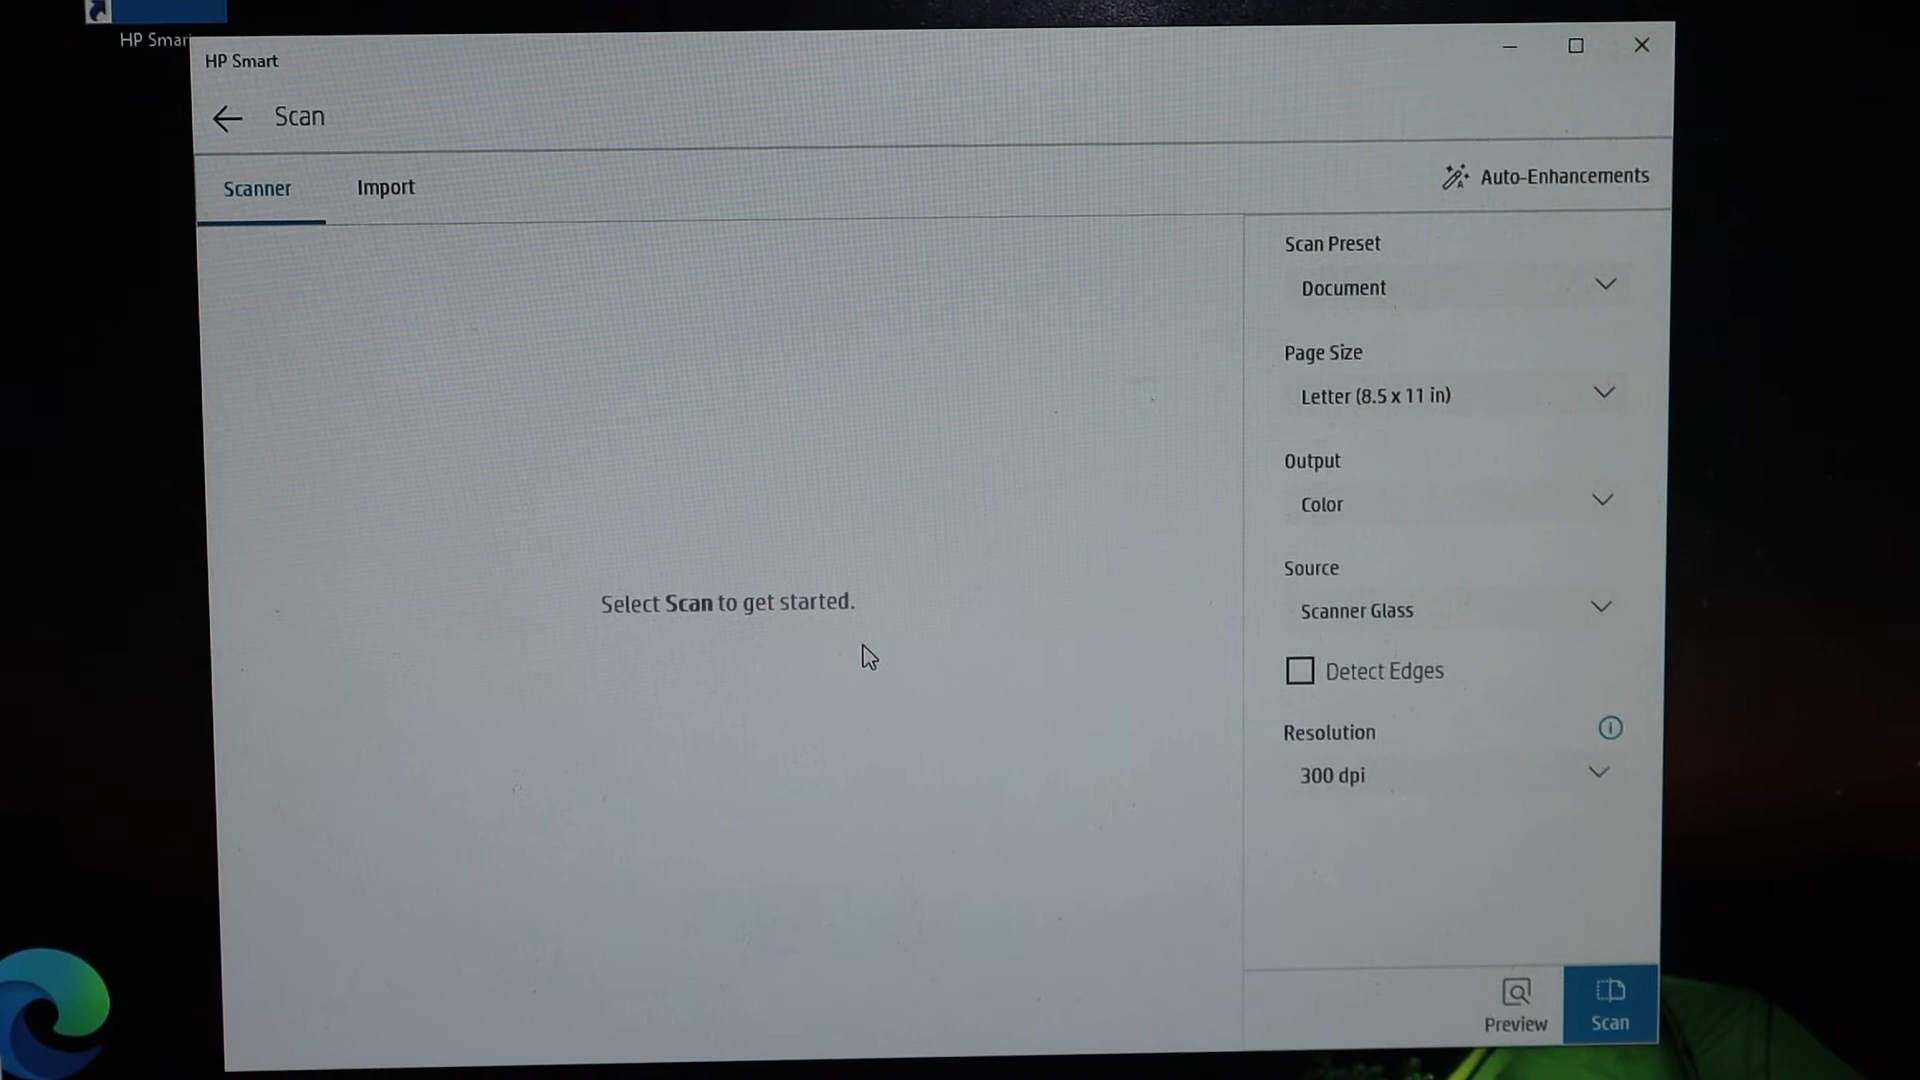 HP Smar
HP Smart
Scan
Scanner
Import
Auto-Enhancements
Scan Preset
Document
Page Size
Letter (8.5 x 11 in)
Output
Color
Source
Scanner Glass
Detect Edges
Resolution
300 dpi
Select Scan to get started.
Preview
Scan